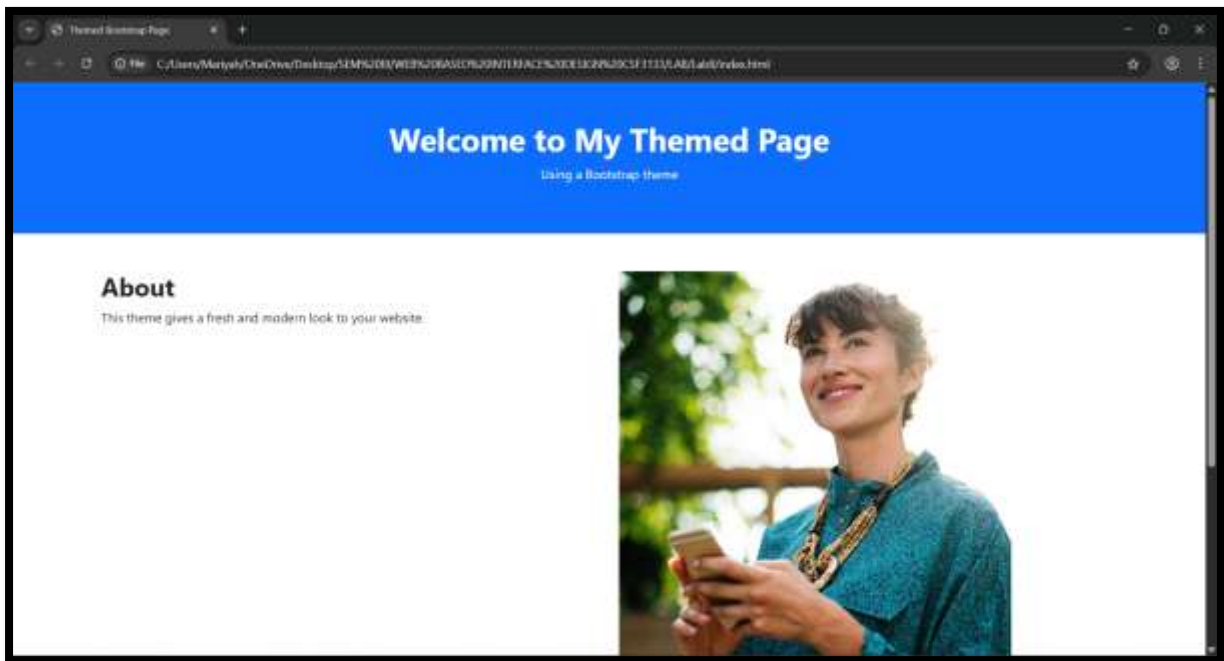 Themed Bootstrap Page
File
Welcome to My Themed Page
Using a Bootstrap theme
About
This theme gives a fresh and modern look to your website.